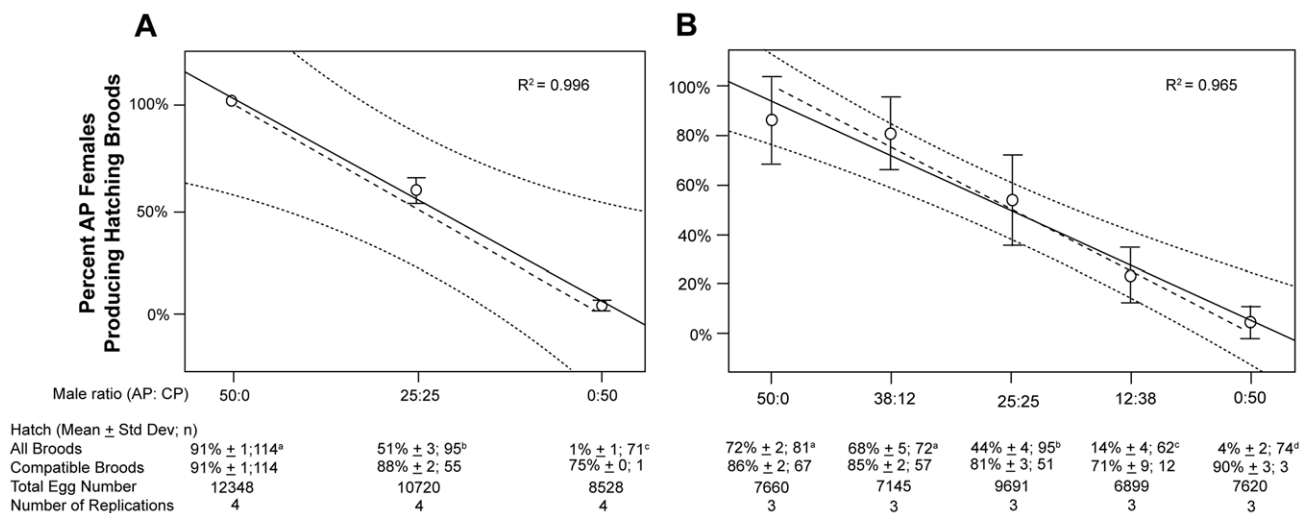 A
B
R² = 0.996
R² = 0.965
Percent AP Females
Producing Hatching Broods
100%
50%
0%
100%
80%
60%
40%
20%
0%
Male ratio (AP: CP) 50:0 25:25 0:50 50:0 38:12 25:25 12:38 0:50
Hatch (Mean ± Std Dev; n)
All Broods 91% ± 1;114ᵃ 51% ± 3; 95ᵇ 1% ± 1; 71ᶜ 72% ± 2; 81ᵃ 68% ± 5; 72ᵃ 44% ± 4; 95ᵇ 14% ± 4; 62ᶜ 4% ± 2; 74ᵈ
Compatible Broods 91% ± 1;114 88% ± 2; 55 75% ± 0; 1 86% ± 2; 67 85% ± 2; 57 81% ± 3; 51 71% ± 9; 12 90% ± 3; 3
Total Egg Number 12348 10720 8528 7660 7145 9691 6899 7620
Number of Replications 4 4 4 3 3 3 3 3